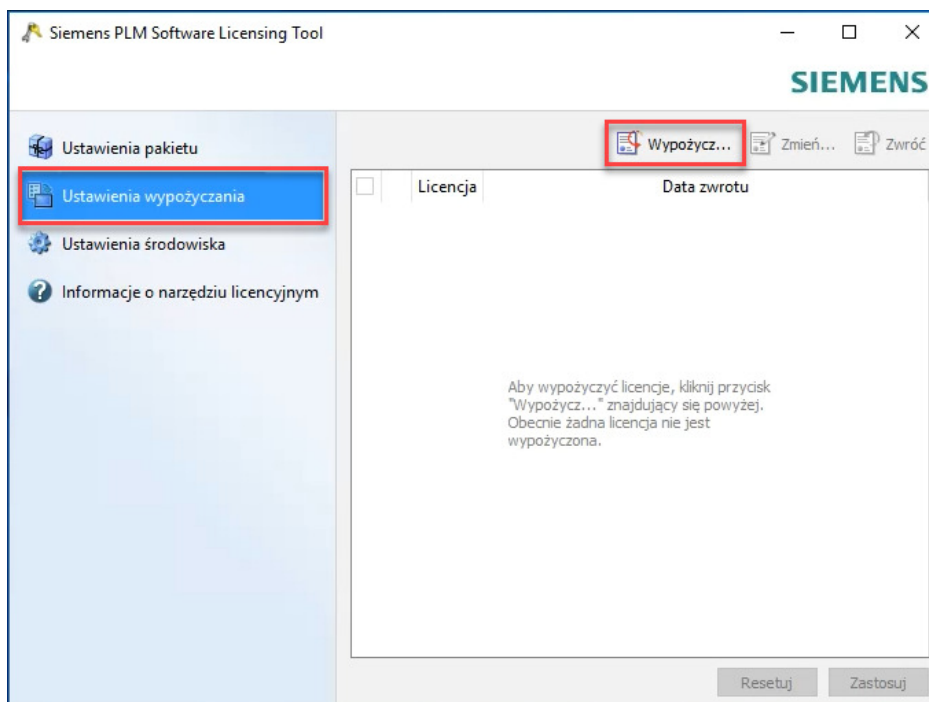 Siemens PLM Software Licensing Tool
SIEMENS
Ustawienia pakietu
Ustawienia wypożyczania
Ustawienia środowiska
Informacje o narzędziu licencyjnym
Wypożycz... Zmień... Zwróć
Licencja Data zwrotu
Aby wypożyczyć licencje, kliknij przycisk
"Wypożycz..." znajdujący się powyżej.
Obecnie żadna licencja nie jest
wypożyczona.
Resetuj Zastosuj